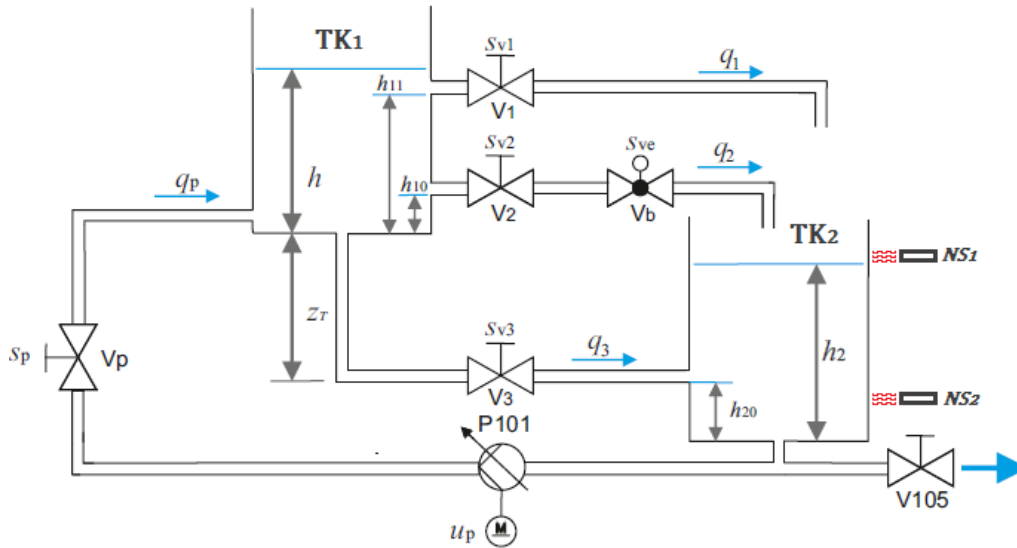 TK1
Sv1
q1
h11
V1
Sv2
Sve
q2
h10
V2
Vb
qp
h
TK2
NS1
zT
Sv3
q3
h2
Sp
Vp
V3
h20
NS2
P101
V105
up
M